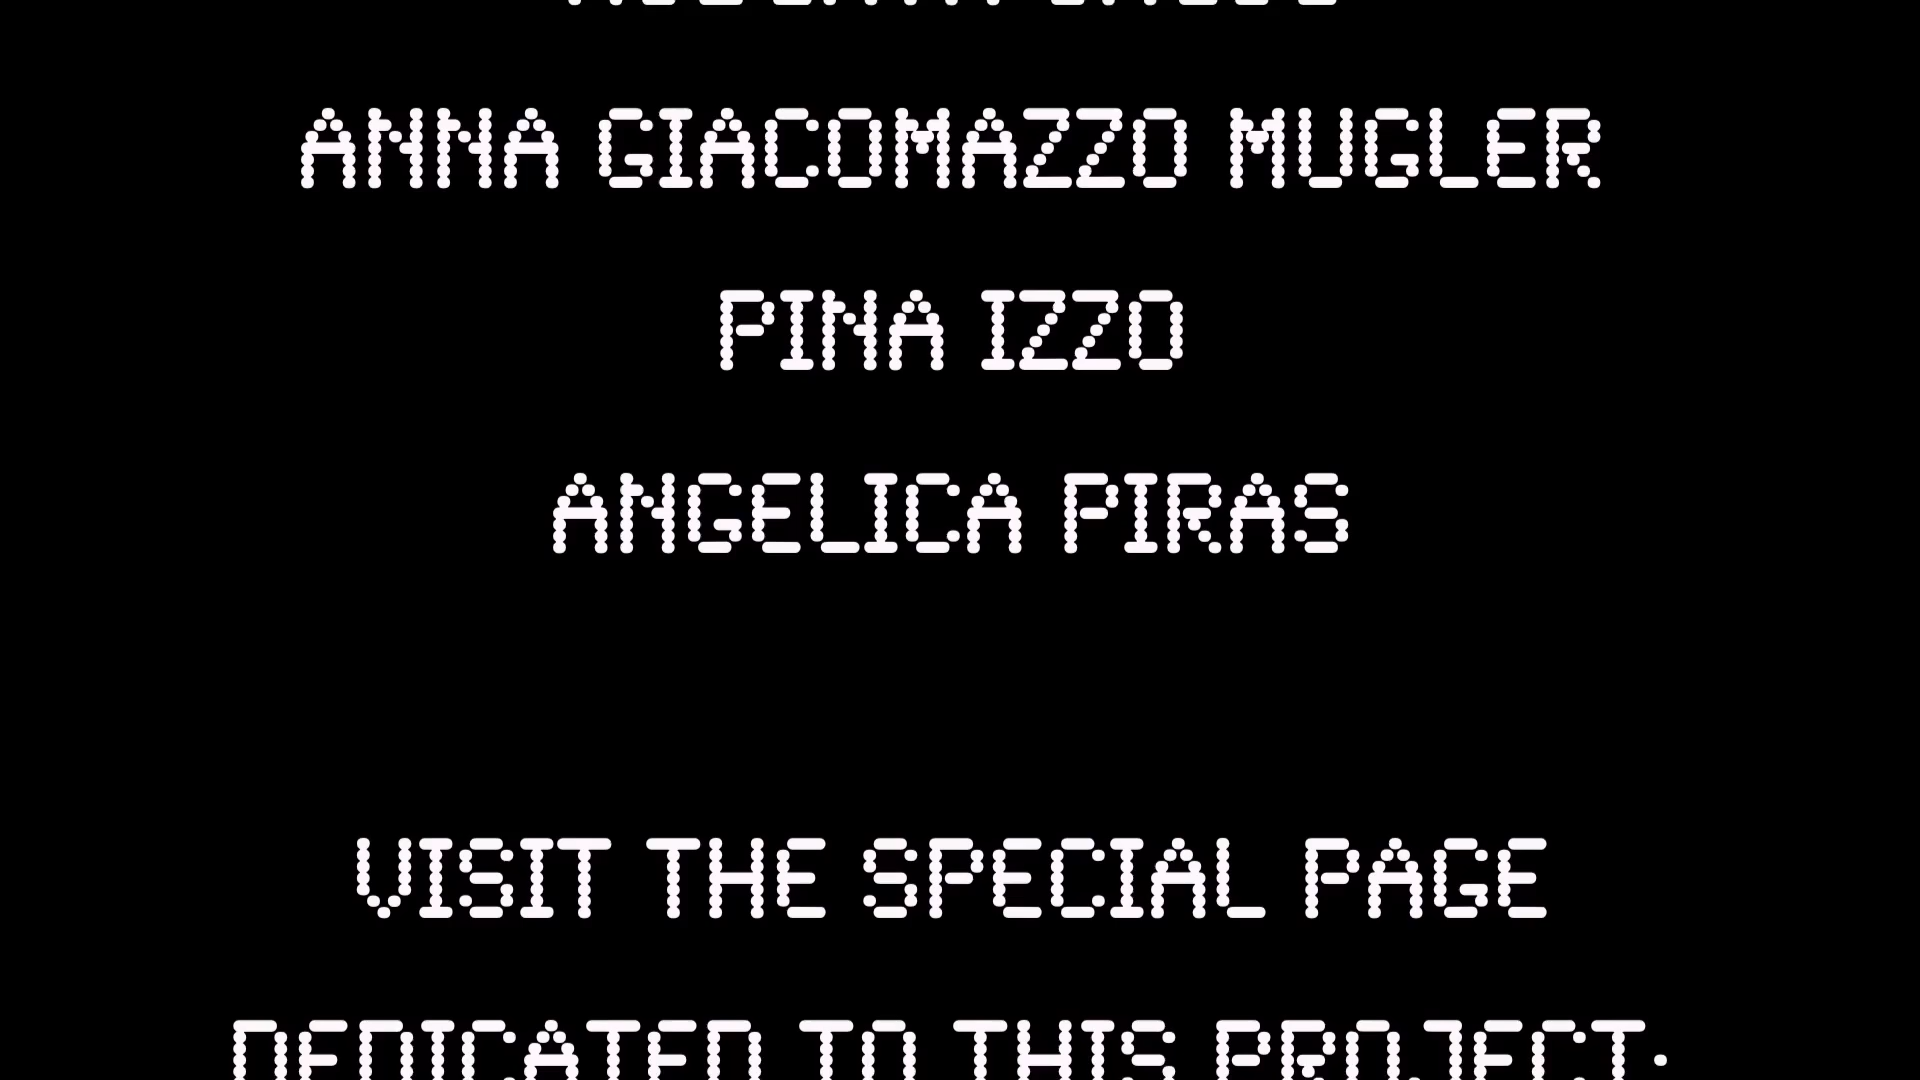 ANNA GIACOMAZZO MUGLER
PINA IZZO
ANGELICA PIRAS
VISIT THE SPECIAL PAGE
DEDICATED TO THIS PROJECT: